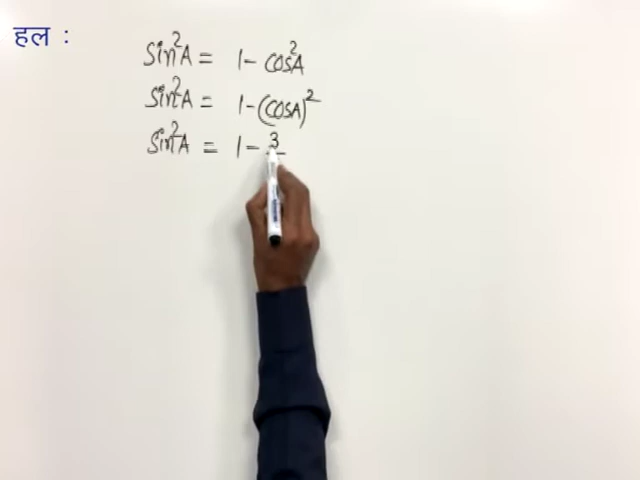 हल :
Sin²A = 1 - COS²A
Sin²A = 1 - (COSA)²
Sin²A = 1 - 3